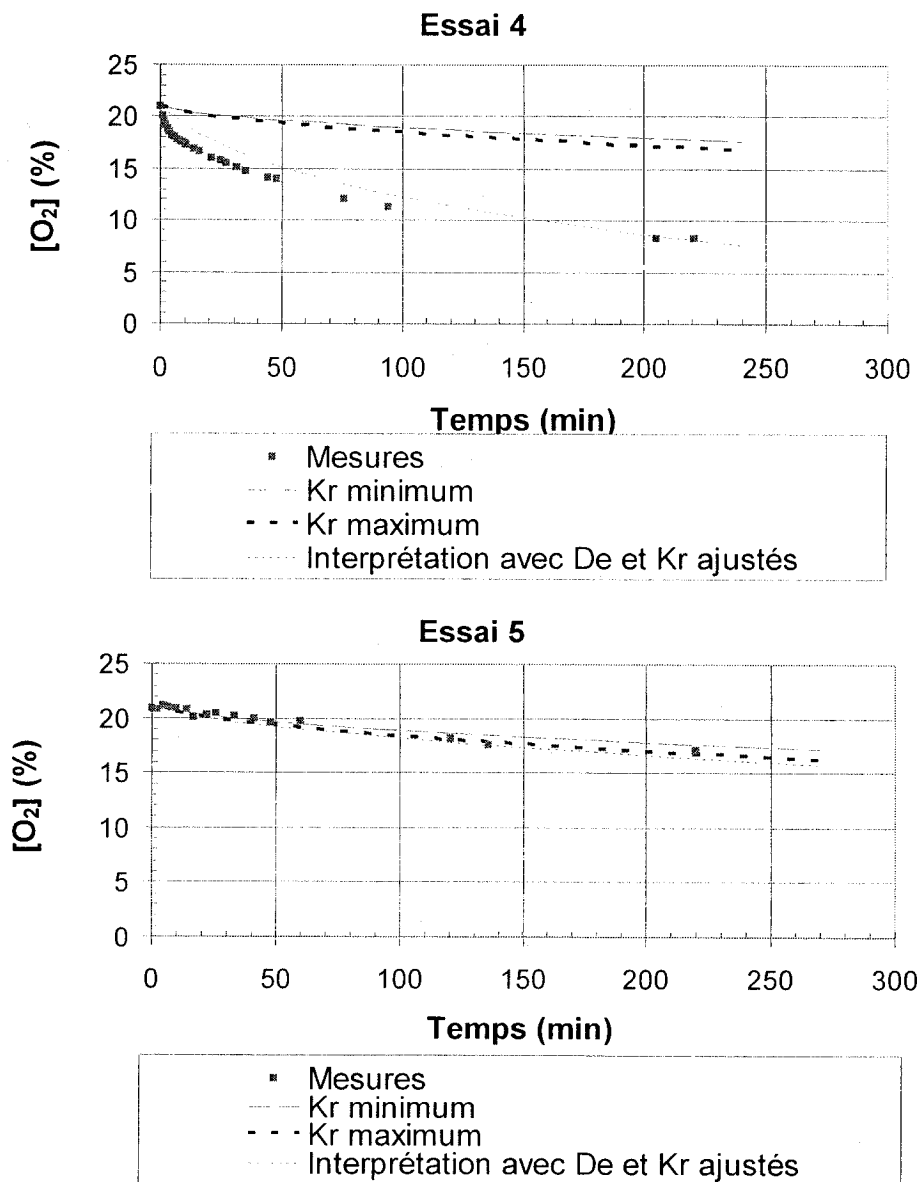 Essai 4
25
20
15
10
5
0
[O₂] (%)
0 50 100 150 200 250 300
Temps (min)
Mesures
Kr minimum
Kr maximum
Interprétation avec De et Kr ajustés
Essai 5
25
20
15
10
5
0
[O₂] (%)
0 50 100 150 200 250 300
Temps (min)
Mesures
Kr minimum
Kr maximum
Interprétation avec De et Kr ajustés